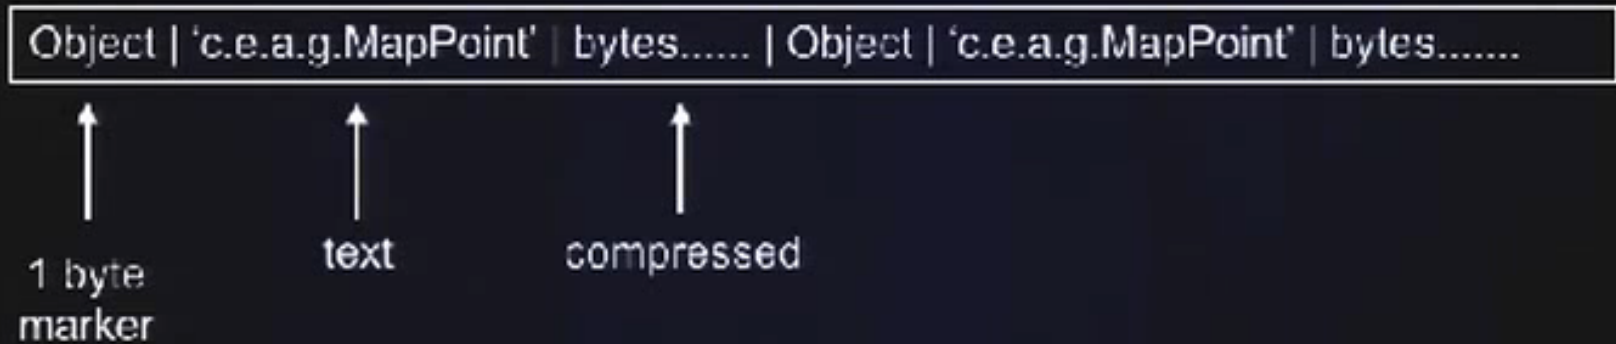 Object | ‘c.e.a.g.MapPoint’ | bytes...... | Object | ‘c.e.a.g.MapPoint’ | bytes.......
1 byte
marker
text
compressed